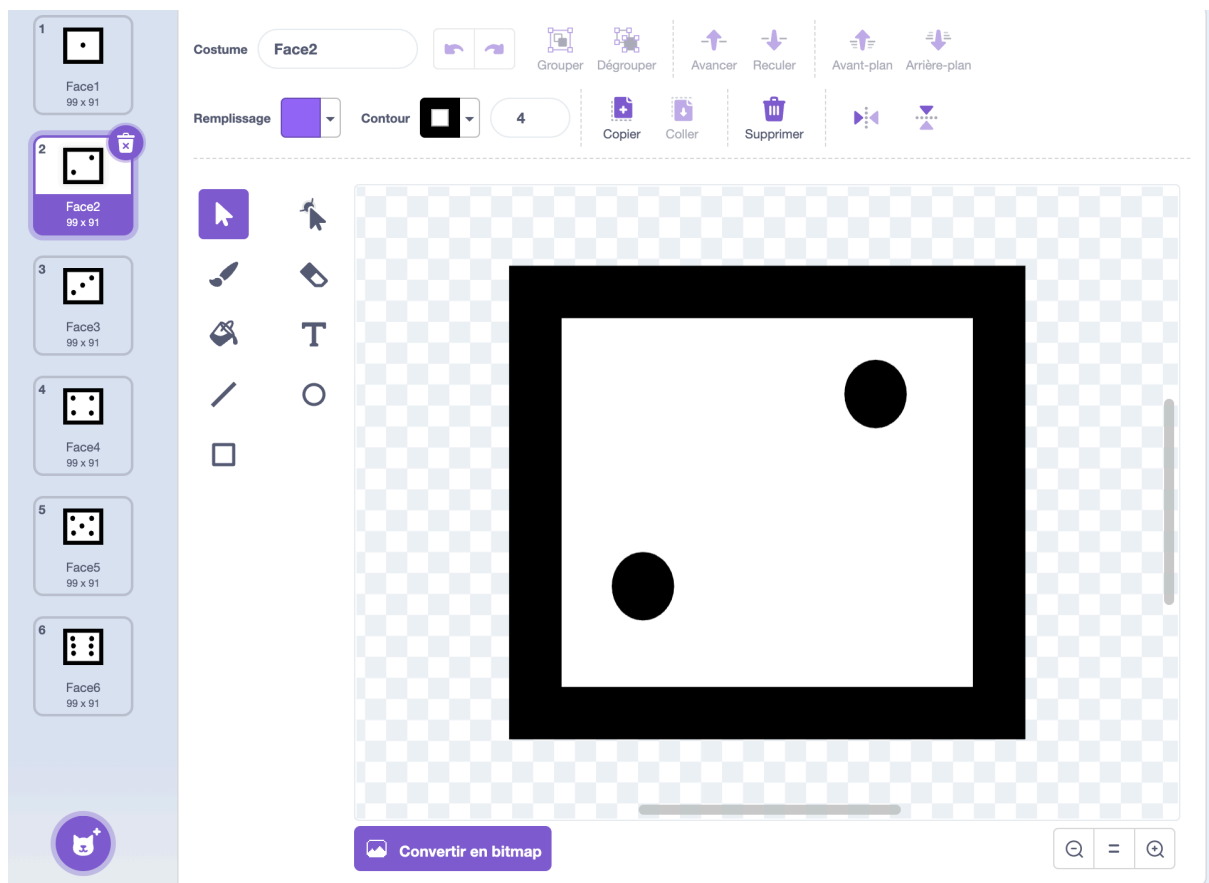 1
Face1
99 x 91
2
Face2
99 x 91
3
Face3
99 x 91
4
Face4
99 x 91
5
Face5
99 x 91
6
Face6
99 x 91
Costume Face2
Grouper Dégrouper Avancer Reculer Avant-plan Arrière-plan
Remplissage Contour 4
Copier Coller Supprimer
T
Convertir en bitmap
=